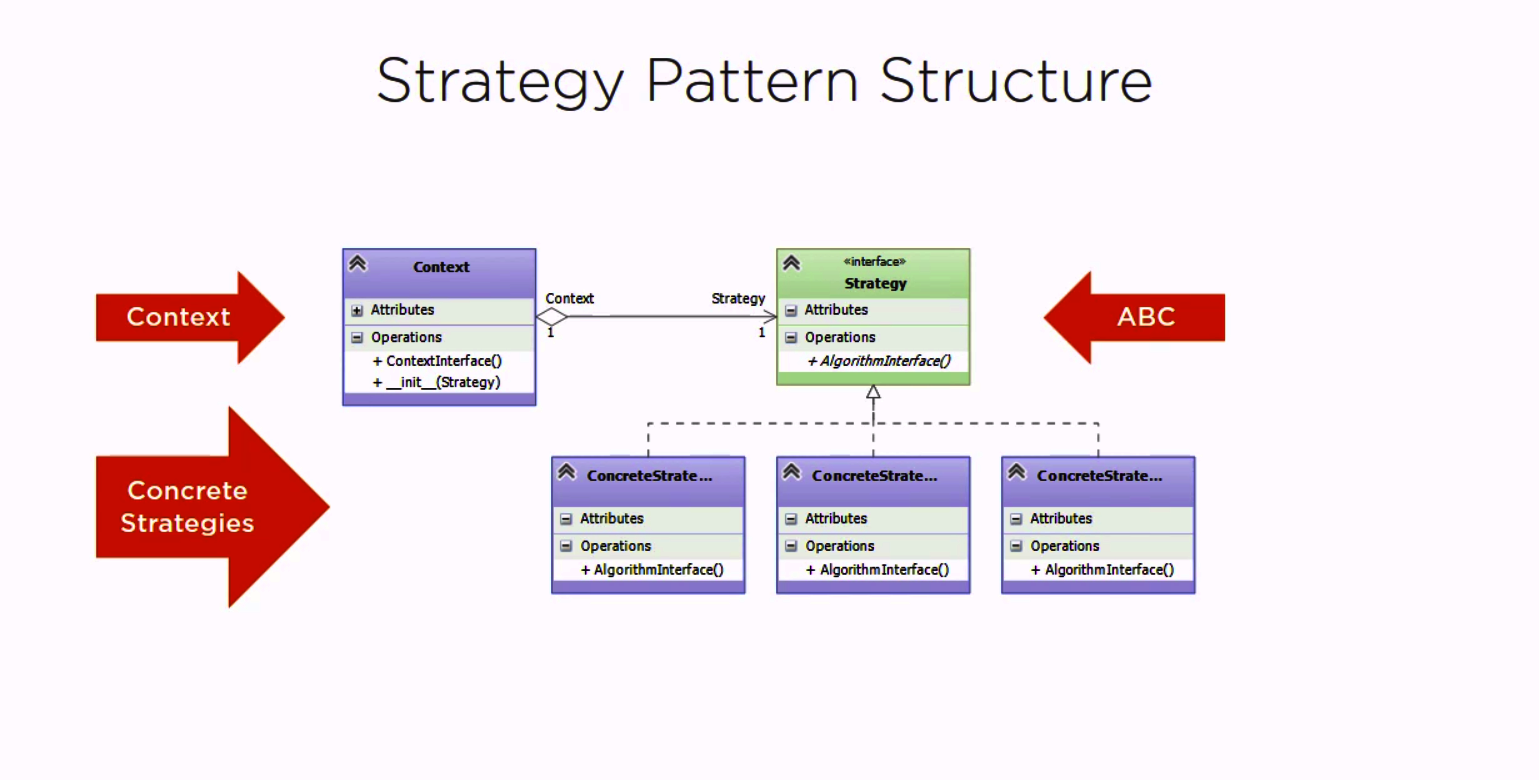 Strategy Pattern Structure
Context
Context
Attributes
Operations
+ ContextInterface()
+ __init__(Strategy)
Context
1
Strategy
1
«interface»
Strategy
Attributes
Operations
+ AlgorithmInterface()
ABC
Concrete
Strategies
ConcreteStrate...
Attributes
Operations
+ AlgorithmInterface()
ConcreteStrate...
Attributes
Operations
+ AlgorithmInterface()
ConcreteStrate...
Attributes
Operations
+ AlgorithmInterface()